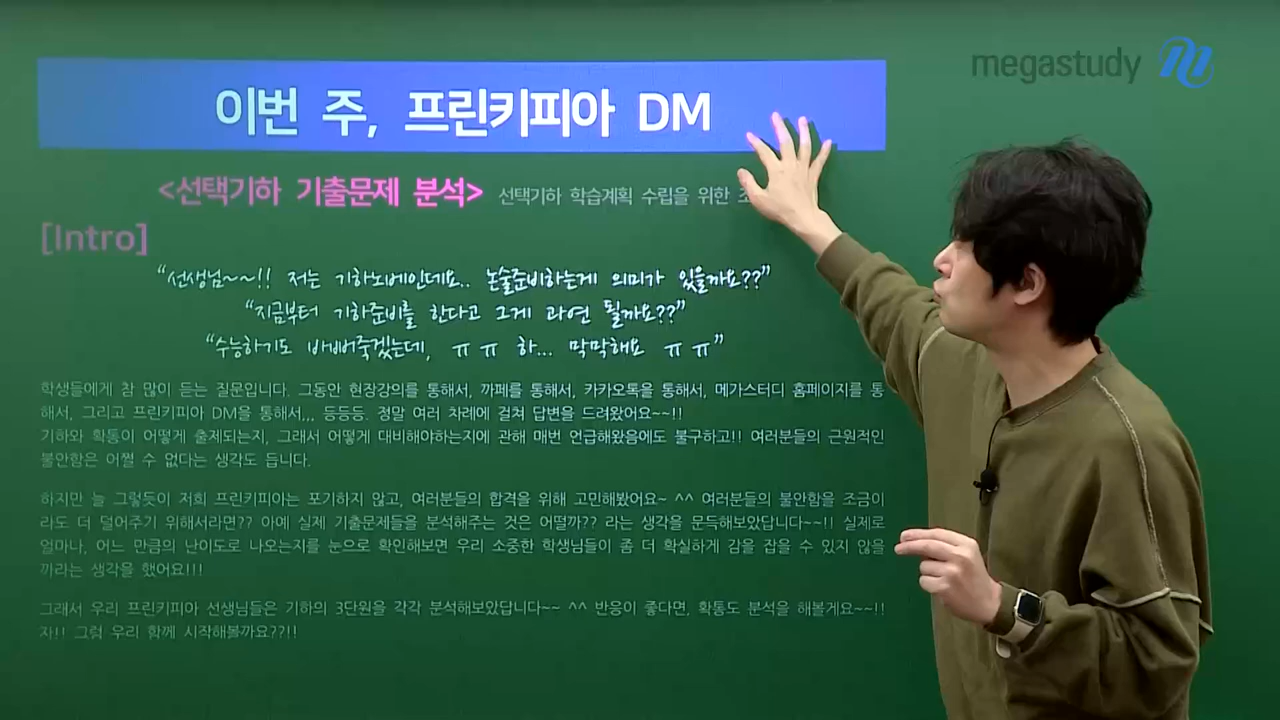 megastudy
이번 주, 프린키피아 DM
<선택기하 기출문제 분석> 선택기하 학습계획 수립을 위한
[Intro]
“선생님~~!! 저는 기하노베인데요.. 논술준비하는게 의미가 있을까요??”
“지금부터 기하준비를 한다고 그게 과연 될까요??”
“수능하기도 바뻐죽겠는데, ㅠㅠ 하... 막막해요 ㅠㅠ”
학생들에게 참 많이 듣는 질문입니다. 그동안 현장강의를 통해서, 까페를 통해서, 카카오톡을 통해서, 메가스터디 홈페이지를 통
해서, 그리고 프린키피아 DM을 통해서,,, 등등등. 정말 여러 차례에 걸쳐 답변을 드려왔어요~~!!
기하와 확통이 어떻게 출제되는지, 그래서 어떻게 대비해야하는지에 관해 매번 언급해왔음에도 불구하고!! 여러분들의 근원적인
불안함은 어쩔 수 없다는 생각도 듭니다.
하지만 늘 그렇듯이 저희 프린키피아는 포기하지 않고, 여러분들의 합격을 위해 고민해봤어요~ ^^ 여러분들의 불안함을 조금이
라도 더 덜어주기 위해서라면?? 아예 실제 기출문제들을 분석해주는 것은 어떨까?? 라는 생각을 문득해보았답니다~~!! 실제로
얼마나, 어느 만큼의 난이도로 나오는지를 눈으로 확인해보면 우리 소중한 학생님들이 좀 더 확실하게 감을 잡을 수 있지 않을
까라는 생각을 했어요!!!
그래서 우리 프린키피아 선생님들은 기하의 3단원을 각각 분석해보았답니다~~ ^^ 반응이 좋다면, 확통도 분석을 해볼게요~~!!
자!! 그럼 우리 함께 시작해볼까요??!!